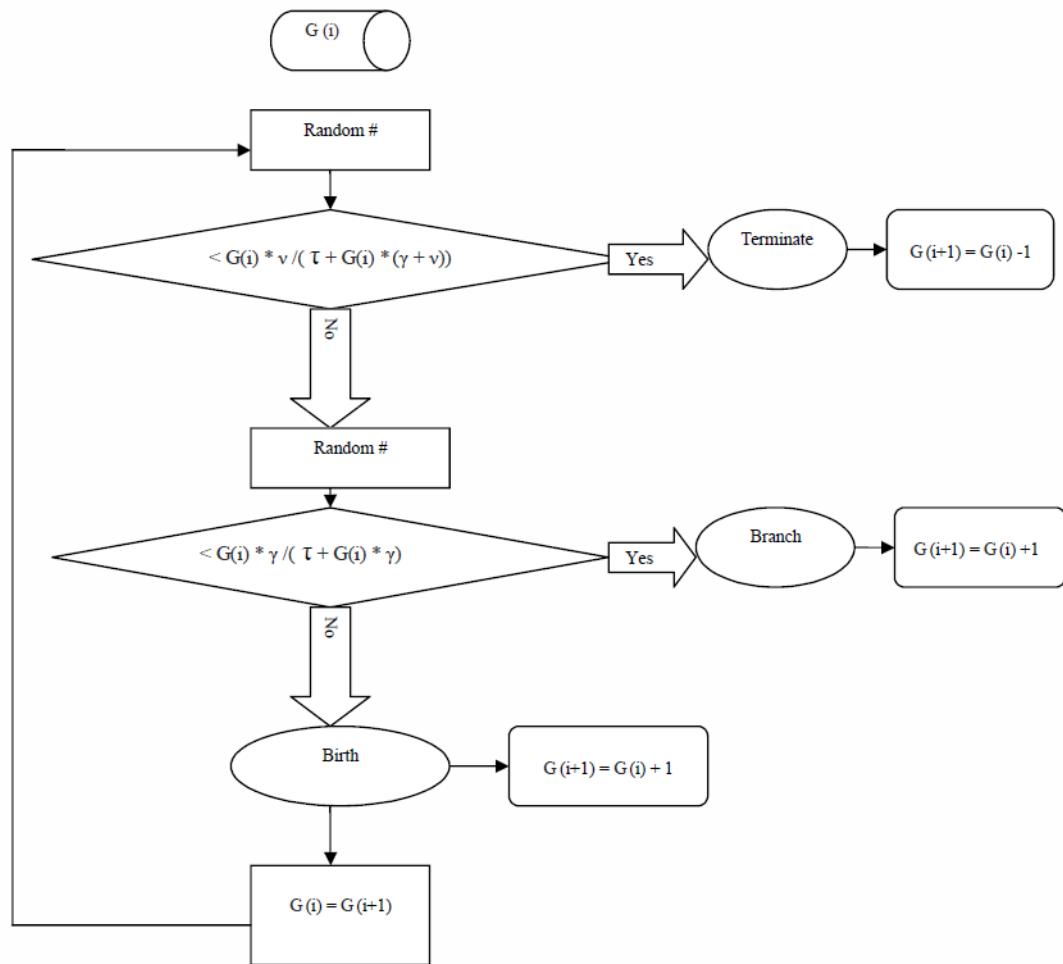 G (i)
Random #
< G(i) * ν /( τ + G(i) * (γ + ν))
Yes
Terminate
G (i+1) = G(i) -1
No
Random #
< G(i) * γ /( τ + G(i) * γ)
Yes
Branch
G (i+1) = G(i) +1
No
Birth
G (i+1) = G(i) + 1
G (i) = G(i+1)